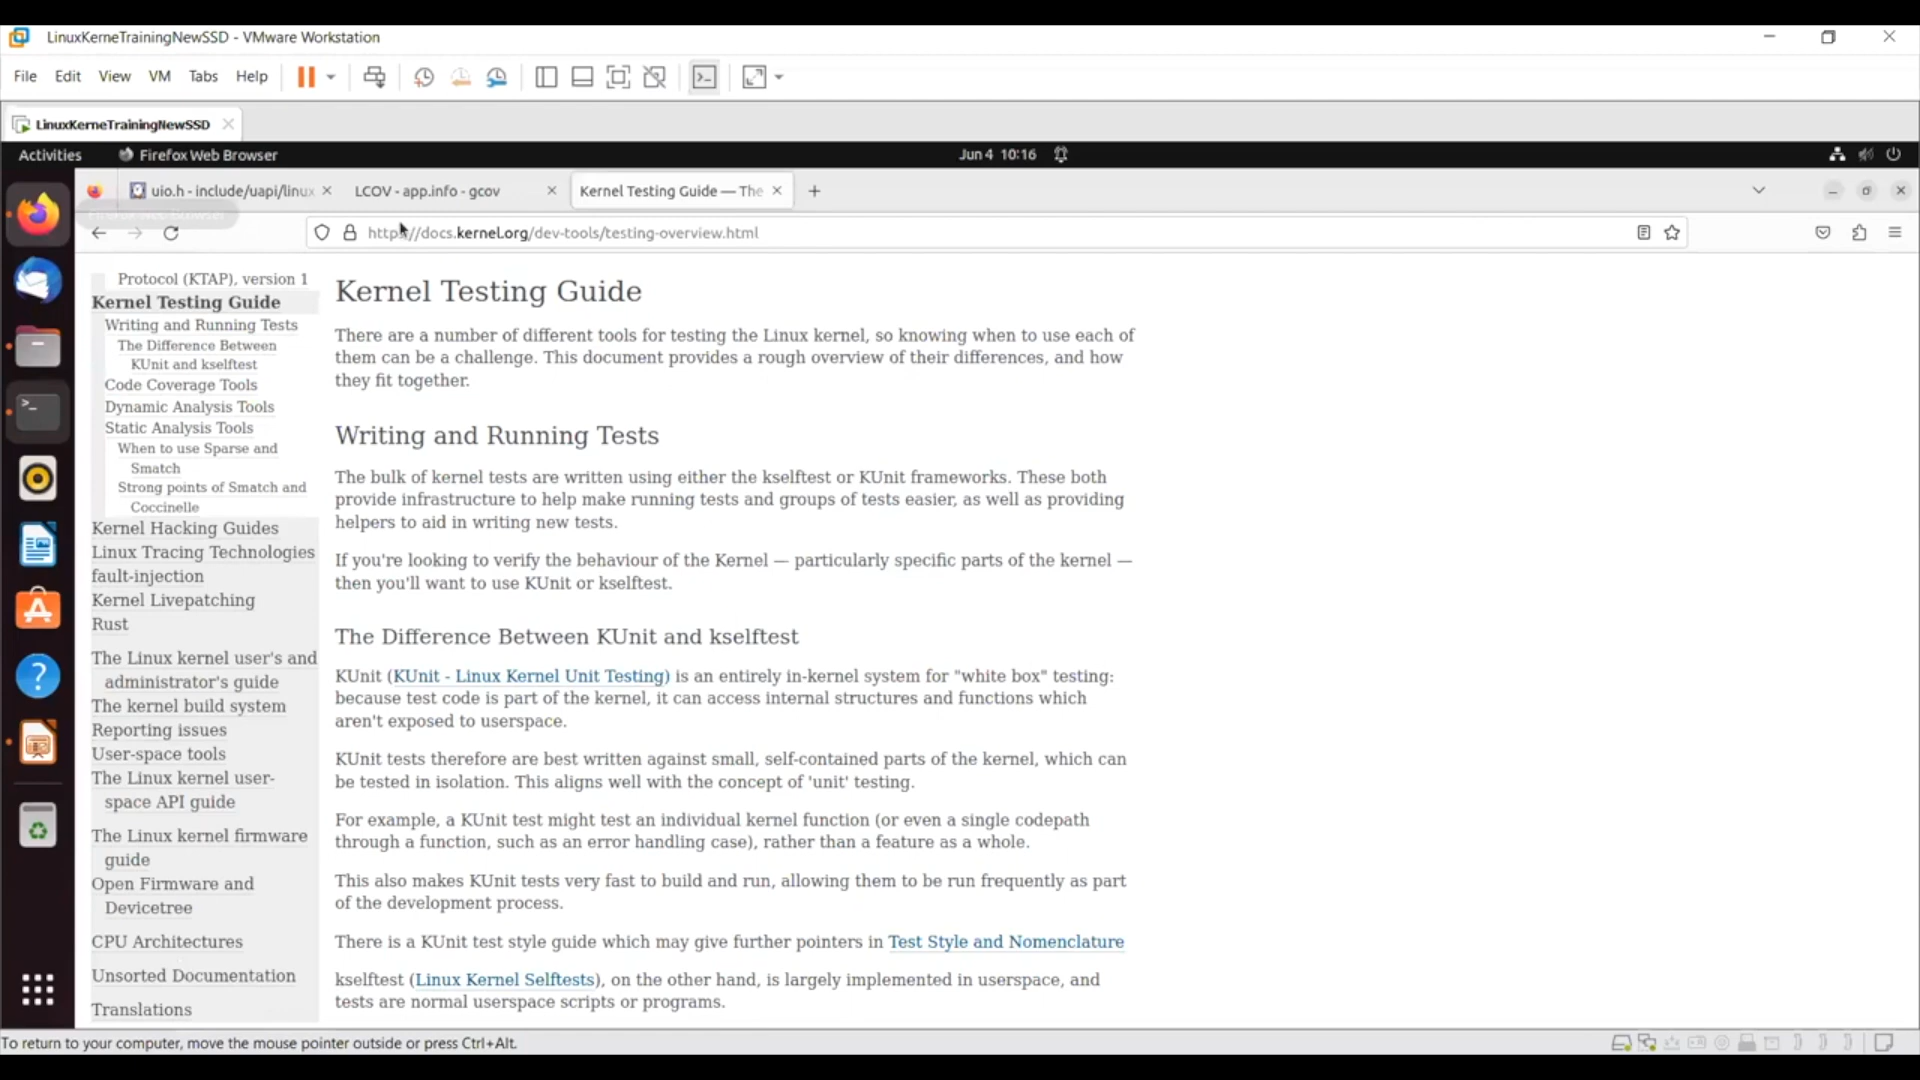 LinuxKerneTrainingNewSSD - VMware Workstation
File Edit View VM Tabs Help
LinuxKerneTrainingNewSSD
Activities Firefox Web Browser Jun 4 10:16
uio.h - include/uapi/linux LCOV - app.info - gcov Kernel Testing Guide — The
Firefox Web Browser
https://docs.kernel.org/dev-tools/testing-overview.html
Protocol (KTAP), version 1
Kernel Testing Guide
Writing and Running Tests
The Difference Between
KUnit and kselftest
Code Coverage Tools
Dynamic Analysis Tools
Static Analysis Tools
When to use Sparse and
Smatch
Strong points of Smatch and
Coccinelle
Kernel Hacking Guides
Linux Tracing Technologies
fault-injection
Kernel Livepatching
Rust
The Linux kernel user's and
administrator's guide
The kernel build system
Reporting issues
User-space tools
The Linux kernel user-
space API guide
The Linux kernel firmware
guide
Open Firmware and
Devicetree
CPU Architectures
Unsorted Documentation
Translations
Kernel Testing Guide
There are a number of different tools for testing the Linux kernel, so knowing when to use each of
them can be a challenge. This document provides a rough overview of their differences, and how
they fit together.
Writing and Running Tests
The bulk of kernel tests are written using either the kselftest or KUnit frameworks. These both
provide infrastructure to help make running tests and groups of tests easier, as well as providing
helpers to aid in writing new tests.
If you're looking to verify the behaviour of the Kernel — particularly specific parts of the kernel —
then you'll want to use KUnit or kselftest.
The Difference Between KUnit and kselftest
KUnit (KUnit - Linux Kernel Unit Testing) is an entirely in-kernel system for "white box" testing:
because test code is part of the kernel, it can access internal structures and functions which
aren't exposed to userspace.
KUnit tests therefore are best written against small, self-contained parts of the kernel, which can
be tested in isolation. This aligns well with the concept of 'unit' testing.
For example, a KUnit test might test an individual kernel function (or even a single codepath
through a function, such as an error handling case), rather than a feature as a whole.
This also makes KUnit tests very fast to build and run, allowing them to be run frequently as part
of the development process.
There is a KUnit test style guide which may give further pointers in Test Style and Nomenclature
kselftest (Linux Kernel Selftests), on the other hand, is largely implemented in userspace, and
tests are normal userspace scripts or programs.
To return to your computer, move the mouse pointer outside or press Ctrl+Alt.